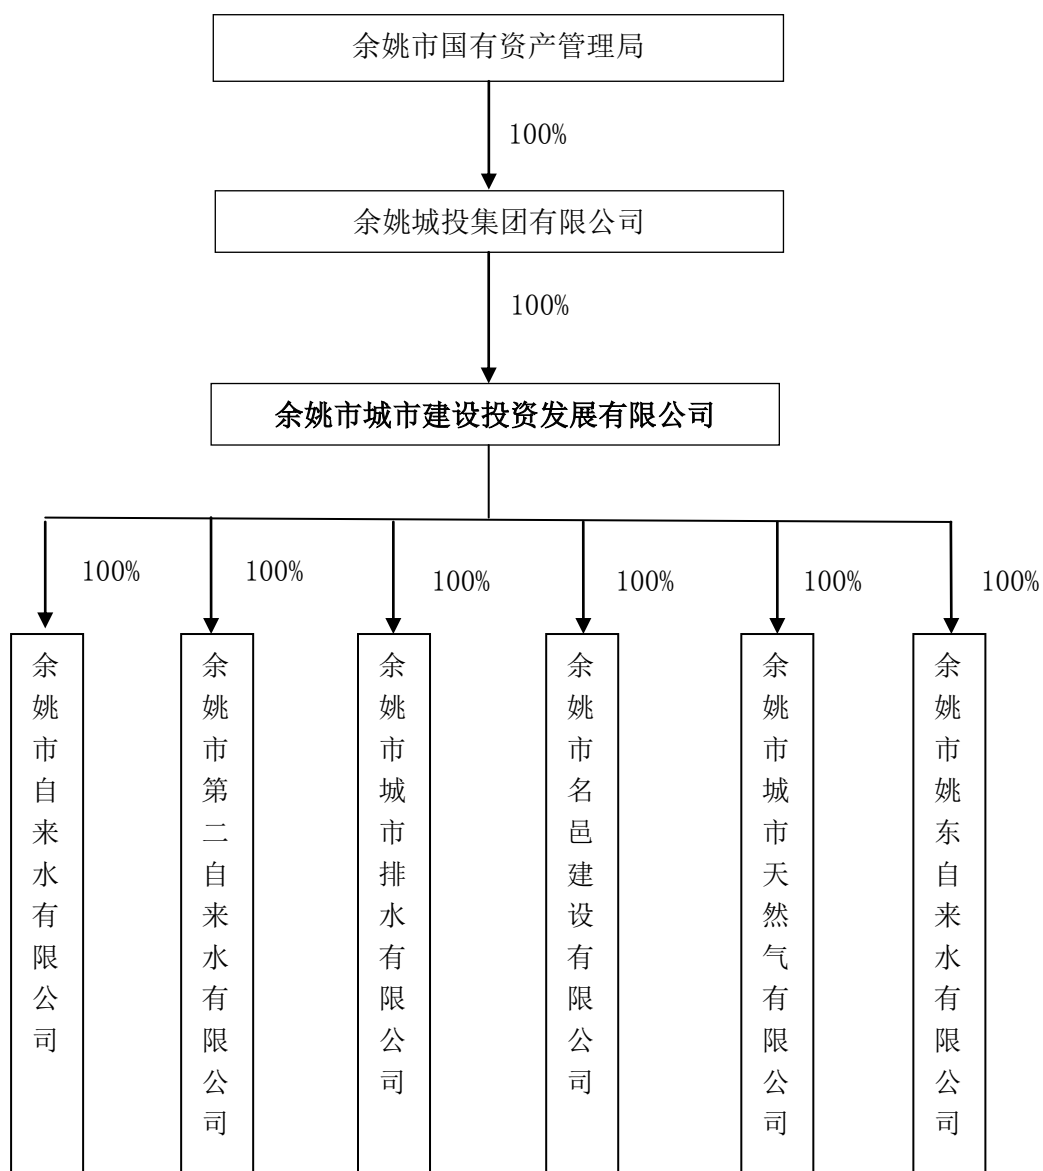 余姚市国有资产管理局
100%
余姚城投集团有限公司
100%
余姚市城市建设投资发展有限公司
100%
100%
100%
100%
100%
100%
余姚市自来水有限公司
余姚市第二自来水有限公司
余姚市城市排水有限公司
余姚市名邑建设有限公司
余姚市城市天然气有限公司
余姚市姚东自来水有限公司